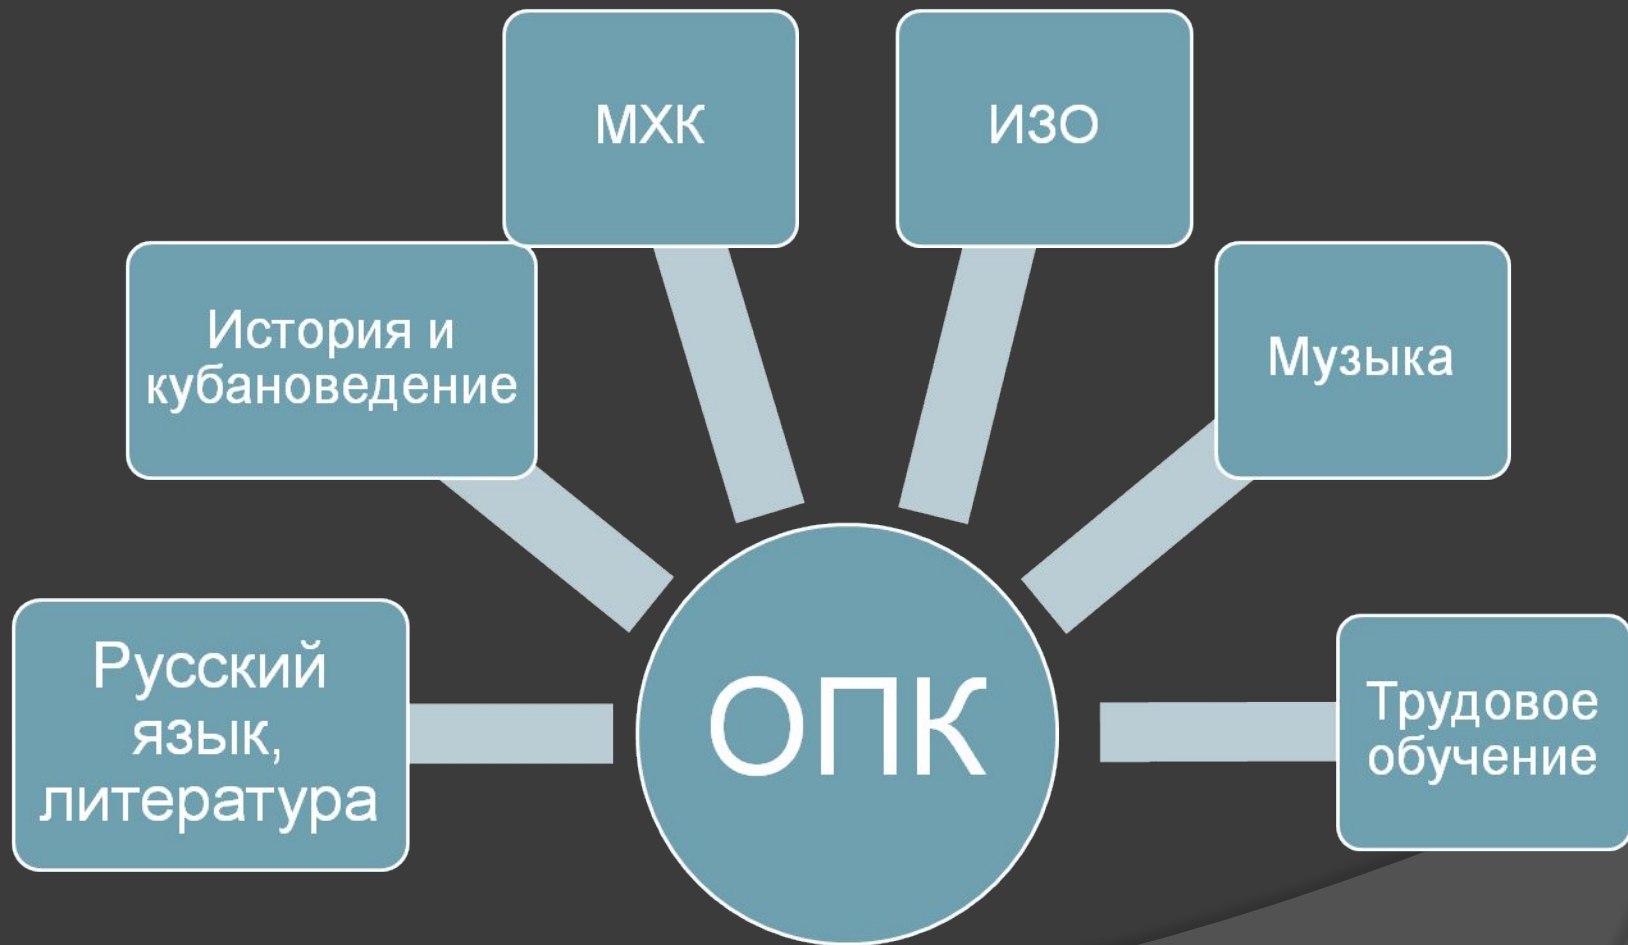 МХК
ИЗО
История и
кубановедение
Музыка
Русский
язык,
литература
ОПК
Трудовое
обучение